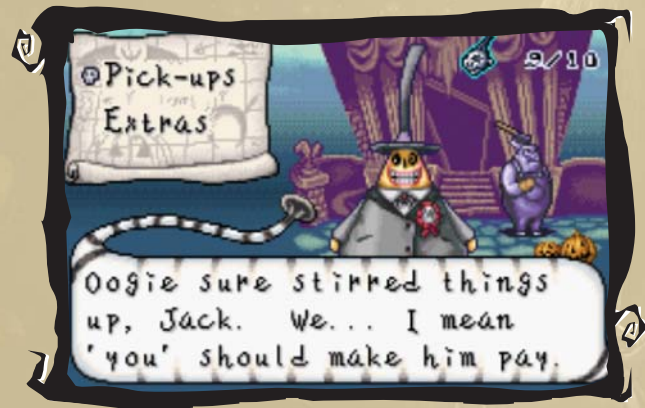 Pick-ups
Extras
9/10
Oogie sure stirred things
up, Jack. We... I mean
'you' should make him pay.